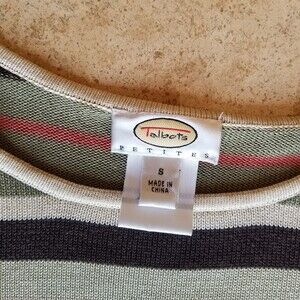 Talbots
PETITES
S
MADE IN
CHINA